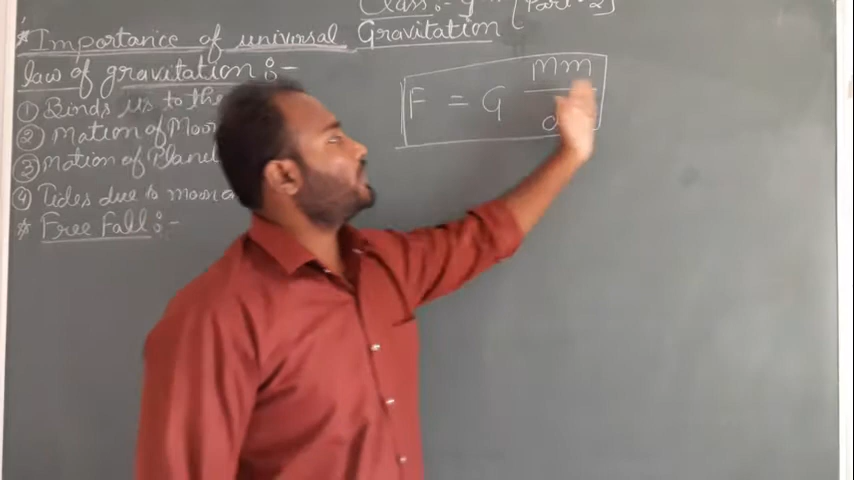 Class:- 9th [Part-2]
Gravitation
* Importance of universal
law of gravitation :-
① Binds us to the
② Motion of Moon
③ Motion of Planet
④ Tides due to moon
* Free Fall :-
F = G Mm